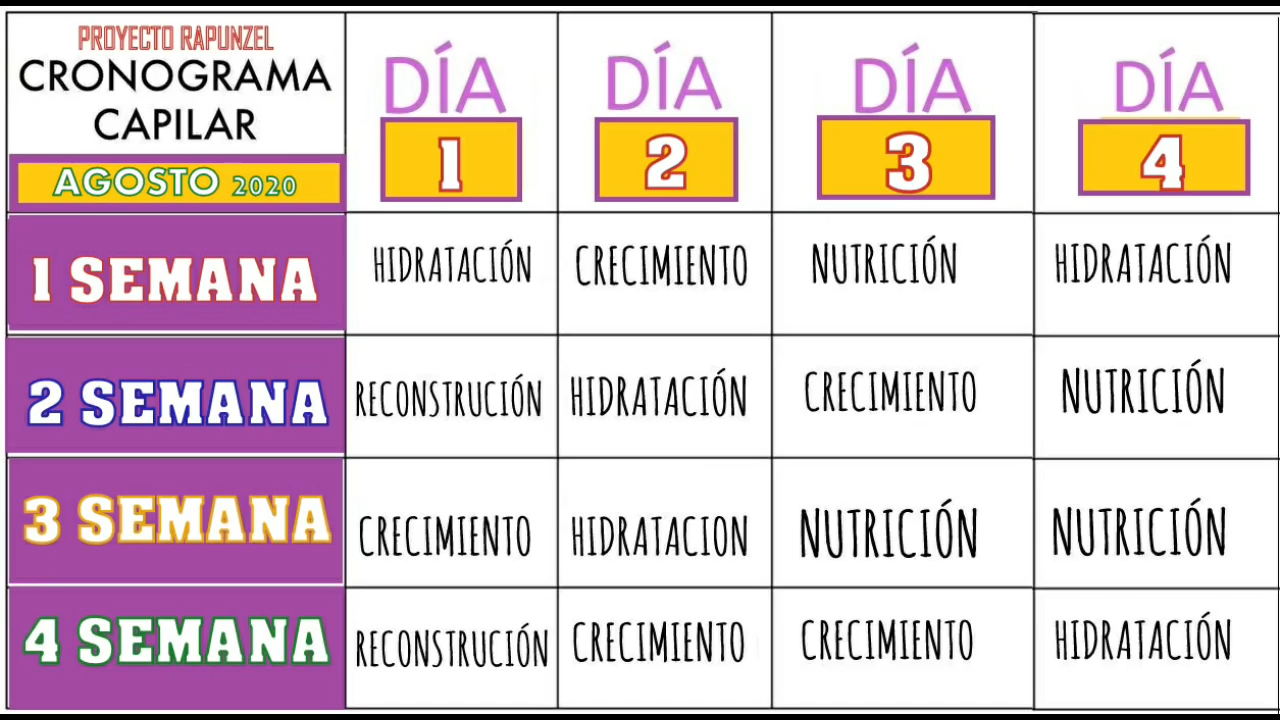 PROYECTO RAPUNZEL
CRONOGRAMA
CAPILAR
AGOSTO 2020
DÍA 1
DÍA 2
DÍA 3
DÍA 4
1 SEMANA
HIDRATACIÓN
CRECIMIENTO
NUTRICIÓN
HIDRATACIÓN
2 SEMANA
RECONSTRUCIÓN
HIDRATACIÓN
CRECIMIENTO
NUTRICIÓN
3 SEMANA
CRECIMIENTO
HIDRATACION
NUTRICIÓN
NUTRICIÓN
4 SEMANA
RECONSTRUCIÓN
CRECIMIENTO
CRECIMIENTO
HIDRATACIÓN